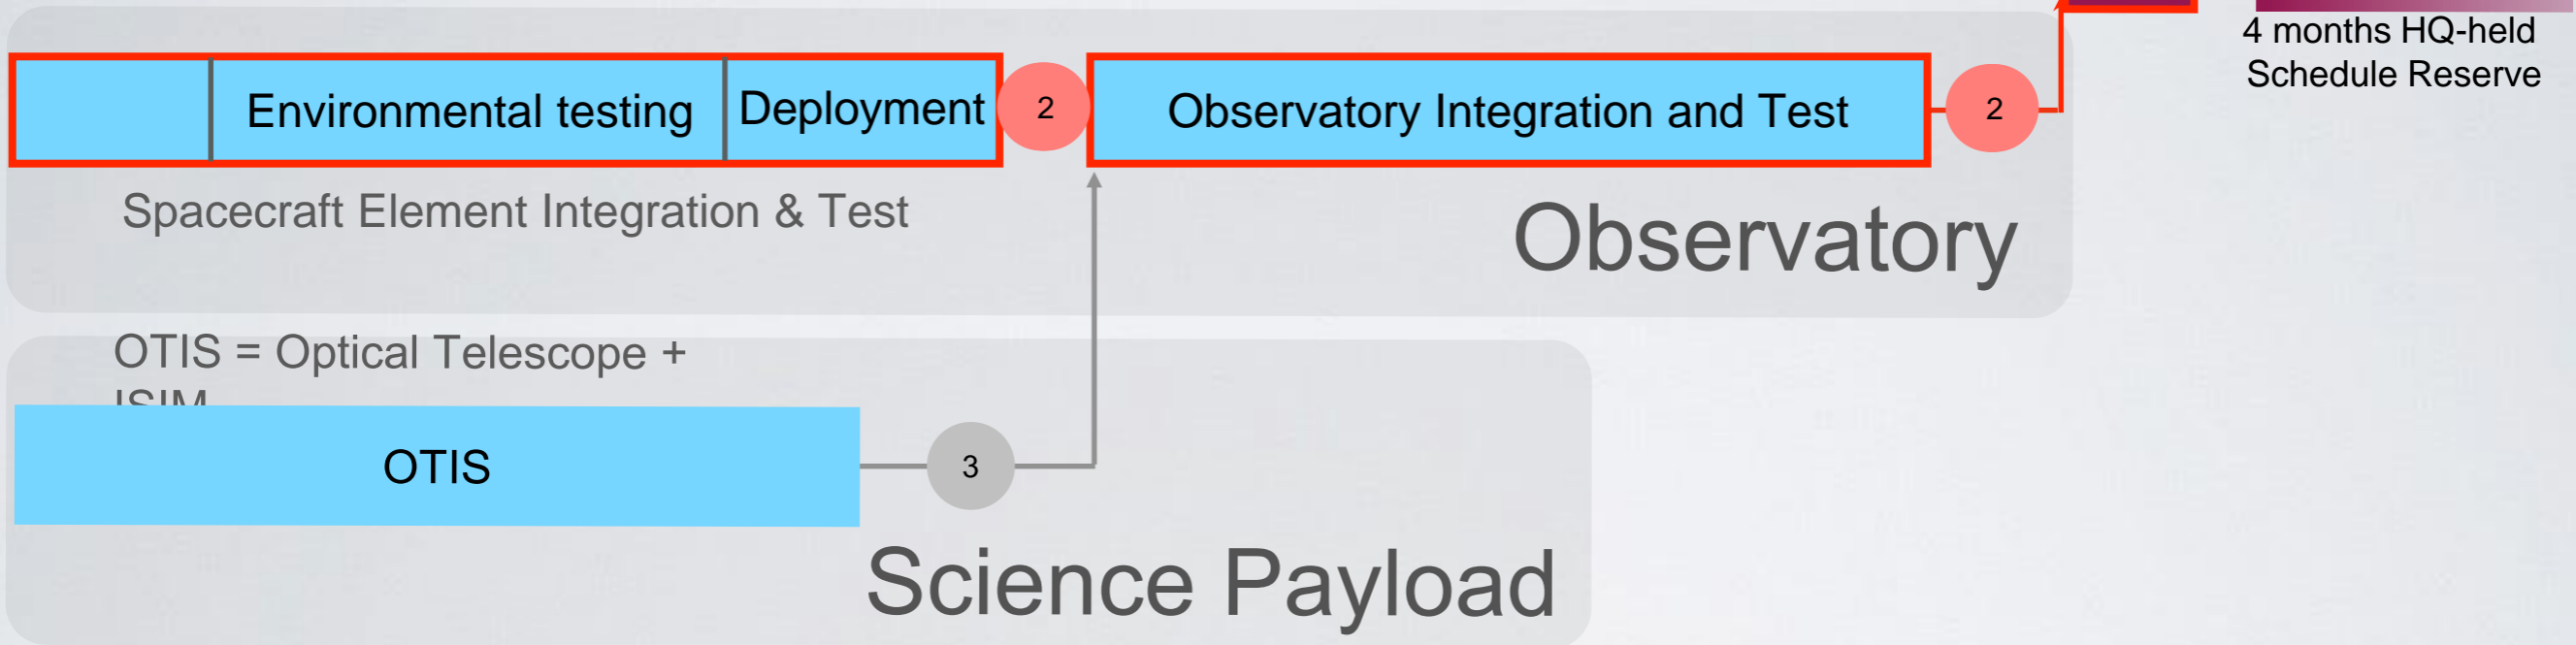 4 months HQ-held
Schedule Reserve
Environmental testing
Deployment
2
Observatory Integration and Test
2
Spacecraft Element Integration & Test
Observatory
OTIS = Optical Telescope +
ISIM
OTIS
3
Science Payload